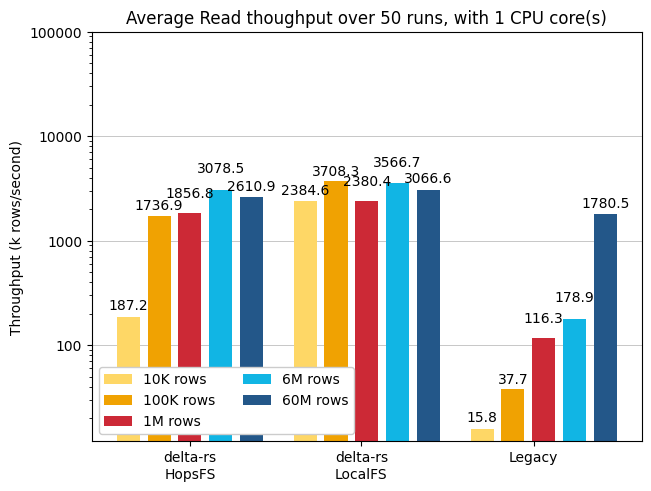 Average Read thoughput over 50 runs, with 1 CPU core(s)
Throughput (k rows/second)
100000
10000
1000
100
187.2
1736.9
1856.8
3078.5
2610.9
2384.6
3708.3
2380.4
3566.7
3066.6
15.8
37.7
116.3
178.9
1780.5
10K rows
100K rows
1M rows
6M rows
60M rows
delta-rs
HopsFS
delta-rs
LocalFS
Legacy